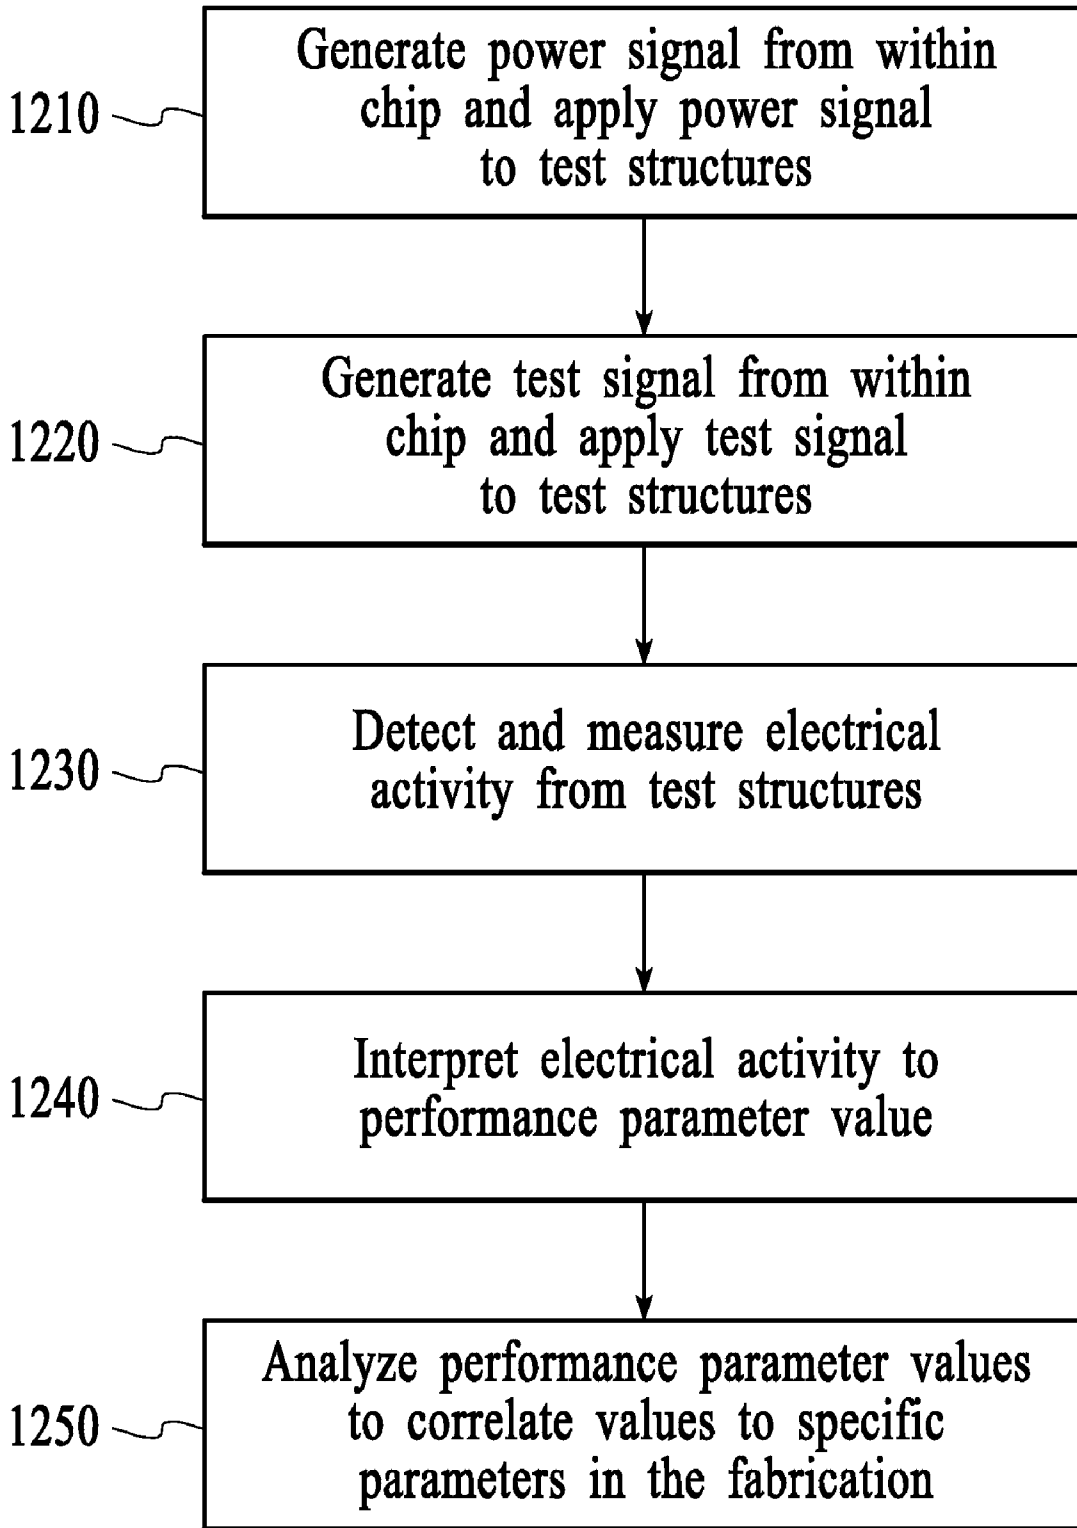 1210
Generate power signal from within
chip and apply power signal
to test structures
1220
Generate test signal from within
chip and apply test signal
to test structures
1230
Detect and measure electrical
activity from test structures
1240
Interpret electrical activity to
performance parameter value
1250
Analyze performance parameter values
to correlate values to specific
parameters in the fabrication